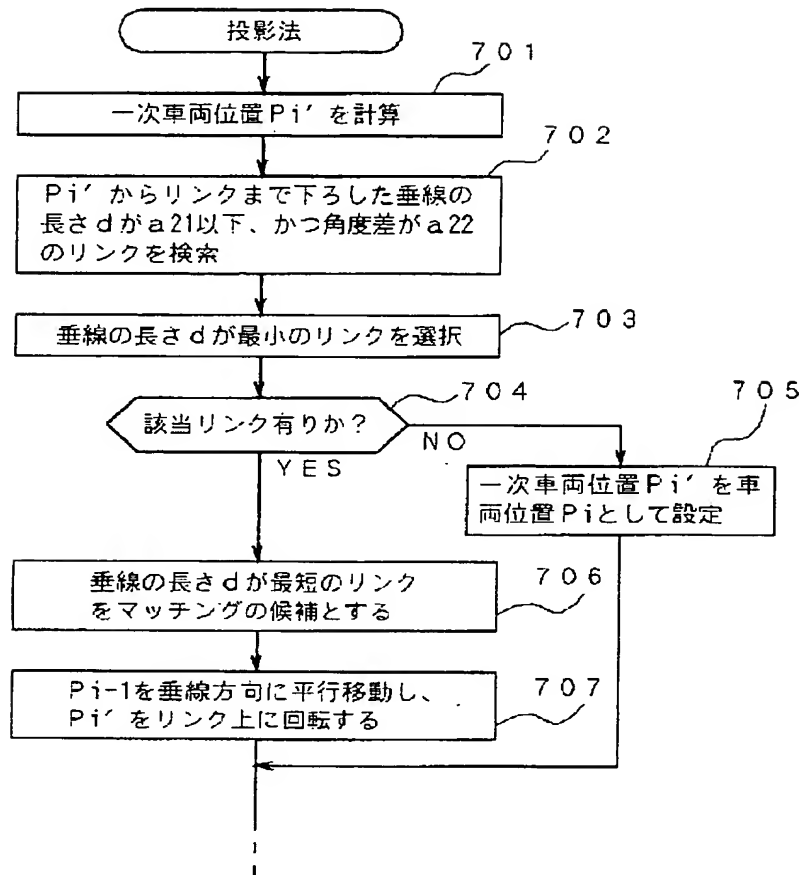 投影法
７０１
一次車両位置Ｐi′を計算
７０２
Ｐi′からリンクまで下ろした垂線の
長さｄがａ21以下、かつ角度差がａ22
のリンクを検索
垂線の長さｄが最小のリンクを選択
７０３
該当リンク有りか？
７０４
ＮＯ
ＹＥＳ
７０５
一次車両位置Ｐi′を車
両位置Ｐiとして設定
垂線の長さｄが最短のリンク
をマッチングの候補とする
７０６
Ｐi-1を垂線方向に平行移動し、
Ｐi′をリンク上に回転する
７０７